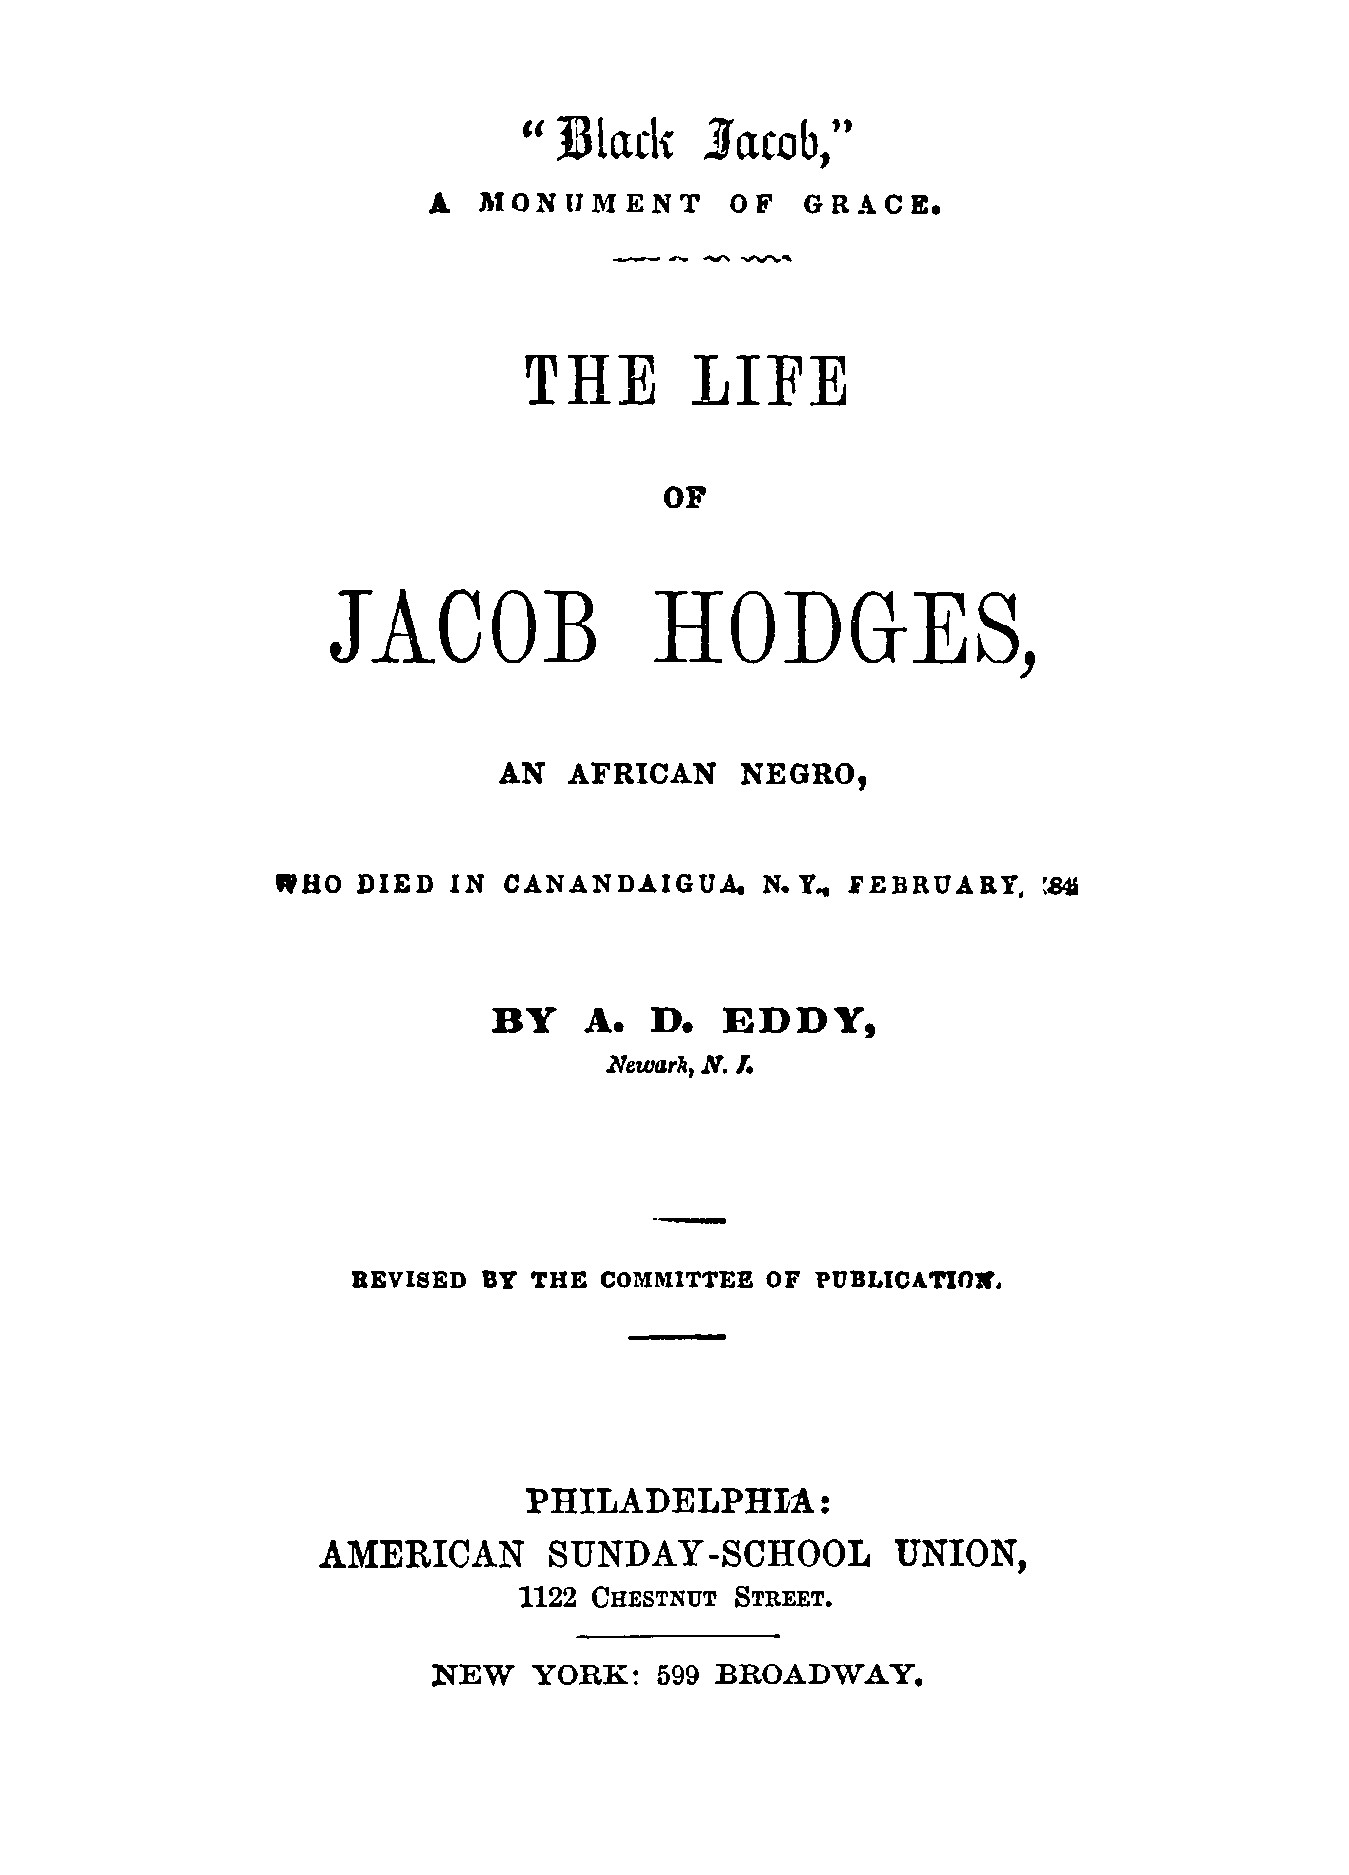 “Black Jacob,”
A MONUMENT OF GRACE.
THE LIFE
OF
JACOB HODGES,
AN AFRICAN NEGRO,
WHO DIED IN CANANDAIGUA, N. Y., FEBRUARY,
BY A. D. EDDY,
Newark, N. J.
REVISED BY THE COMMITTEE OF PUBLICATION.
PHILADELPHIA:
AMERICAN SUNDAY-SCHOOL UNION,
1122 CHESTNUT STREET.
NEW YORK: 599 BROADWAY.